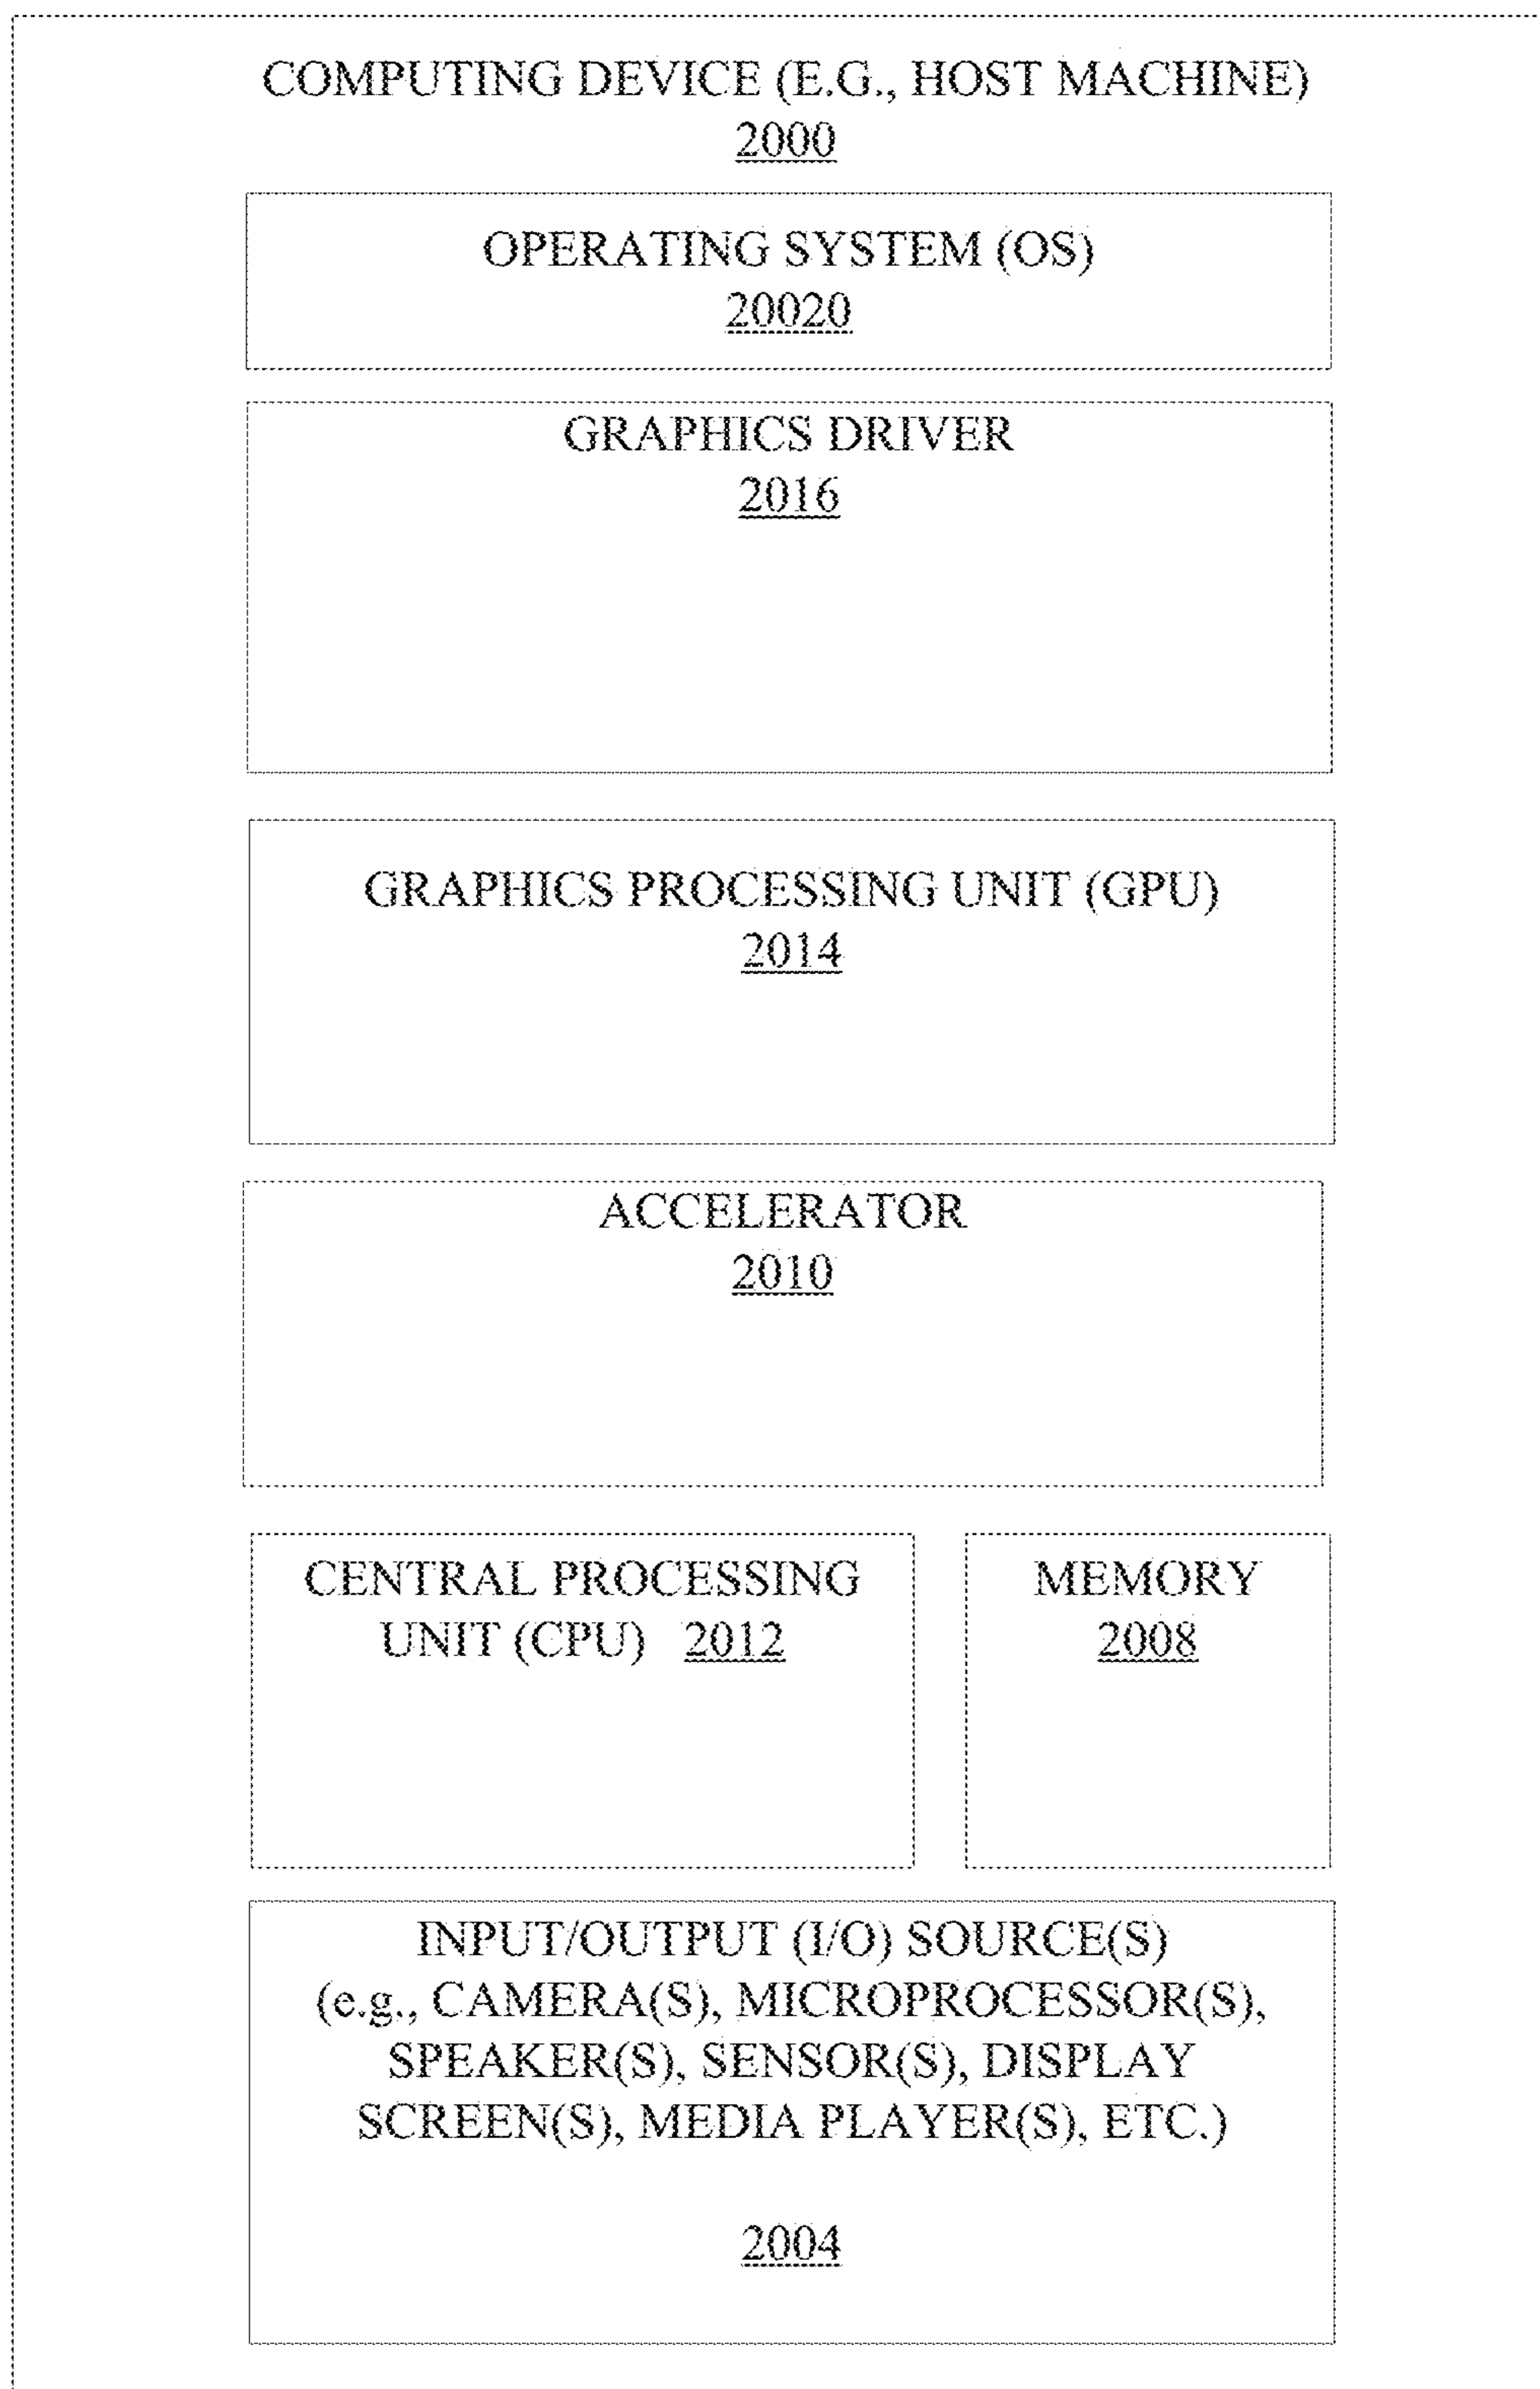 COMPUTING DEVICE (E.G., HOST MACHINE)
2000
OPERATING SYSTEM (OS)
20020
GRAPHICS DRIVER
2016
GRAPHICS PROCESSING UNIT (GPU)
2014
ACCELERATOR
2010
CENTRAL PROCESSING
UNIT (CPU) 2012
MEMORY
2008
INPUT/OUTPUT (I/O) SOURCE(S)
(e.g., CAMERA(S), MICROPROCESSOR(S),
SPEAKER(S), SENSOR(S), DISPLAY
SCREEN(S), MEDIA PLAYER(S), ETC.)
2004